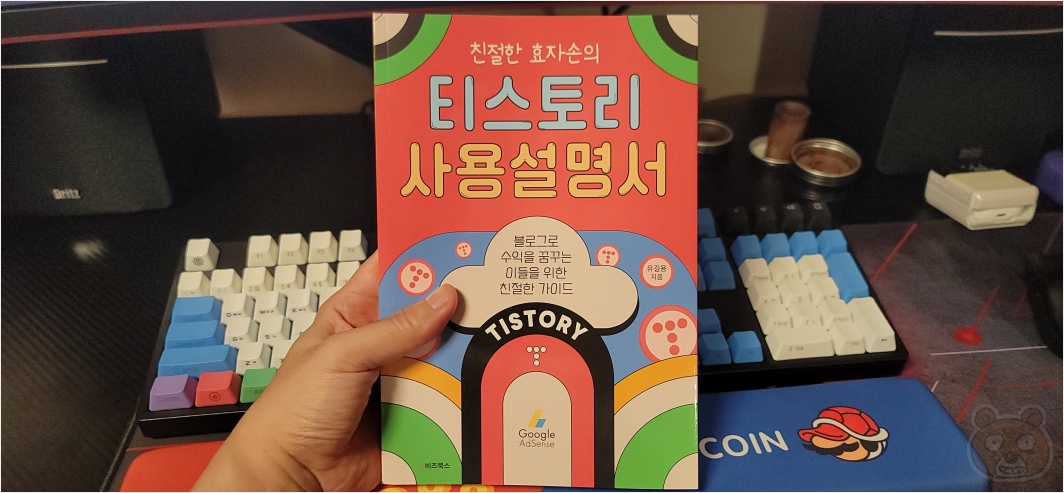 친절한 효자손의
티스토리
사용설명서
블로그로
수익을 꿈꾸는
이들을 위한
친절한 가이드
유길용
지음
TISTORY
Google
AdSense
비즈북스
Britz
COIN